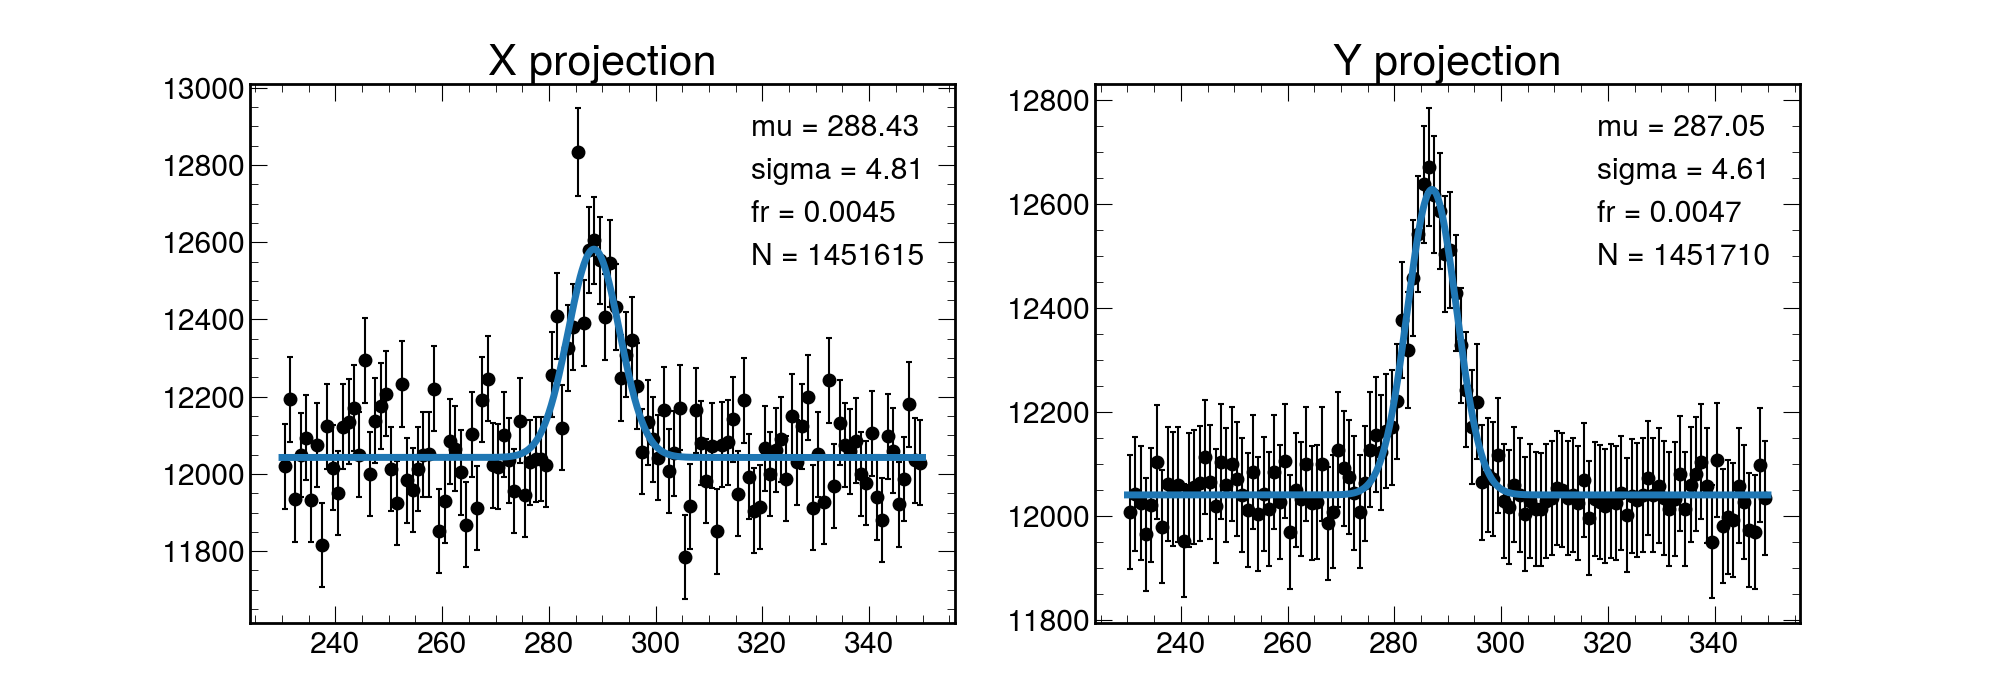 X projection
13000
12800
12600
12400
12200
12000
11800
240 260 280 300 320 340
mu = 288.43
sigma = 4.81
fr = 0.0045
N = 1451615
Y projection
12800
12600
12400
12200
12000
11800
240 260 280 300 320 340
mu = 287.05
sigma = 4.61
fr = 0.0047
N = 1451710